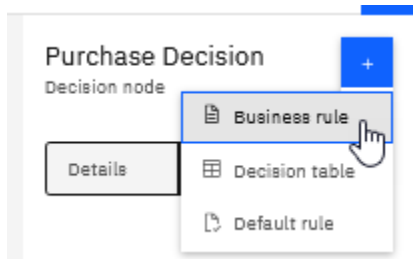 Purchase Decision
Decision node
+
Business rule
Details
Decision table
Default rule